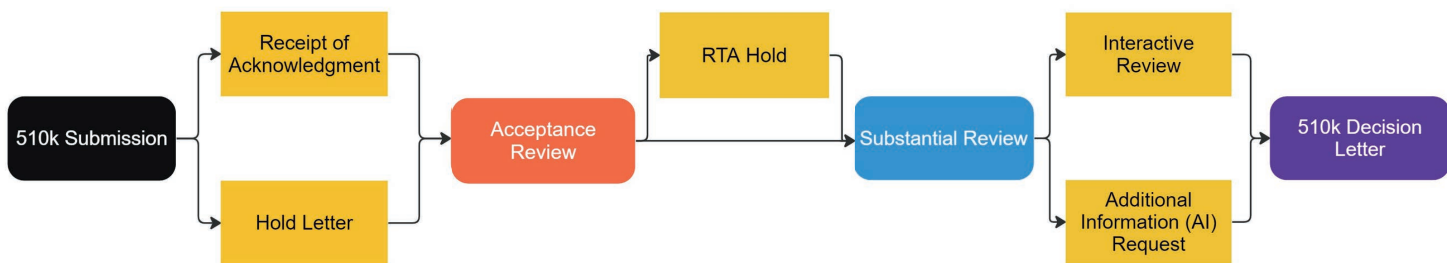 510k Submission
Receipt of
Acknowledgment
Hold Letter
Acceptance
Review
RTA Hold
Substantial Review
Interactive
Review
Additional
Information (AI)
Request
510k Decision
Letter